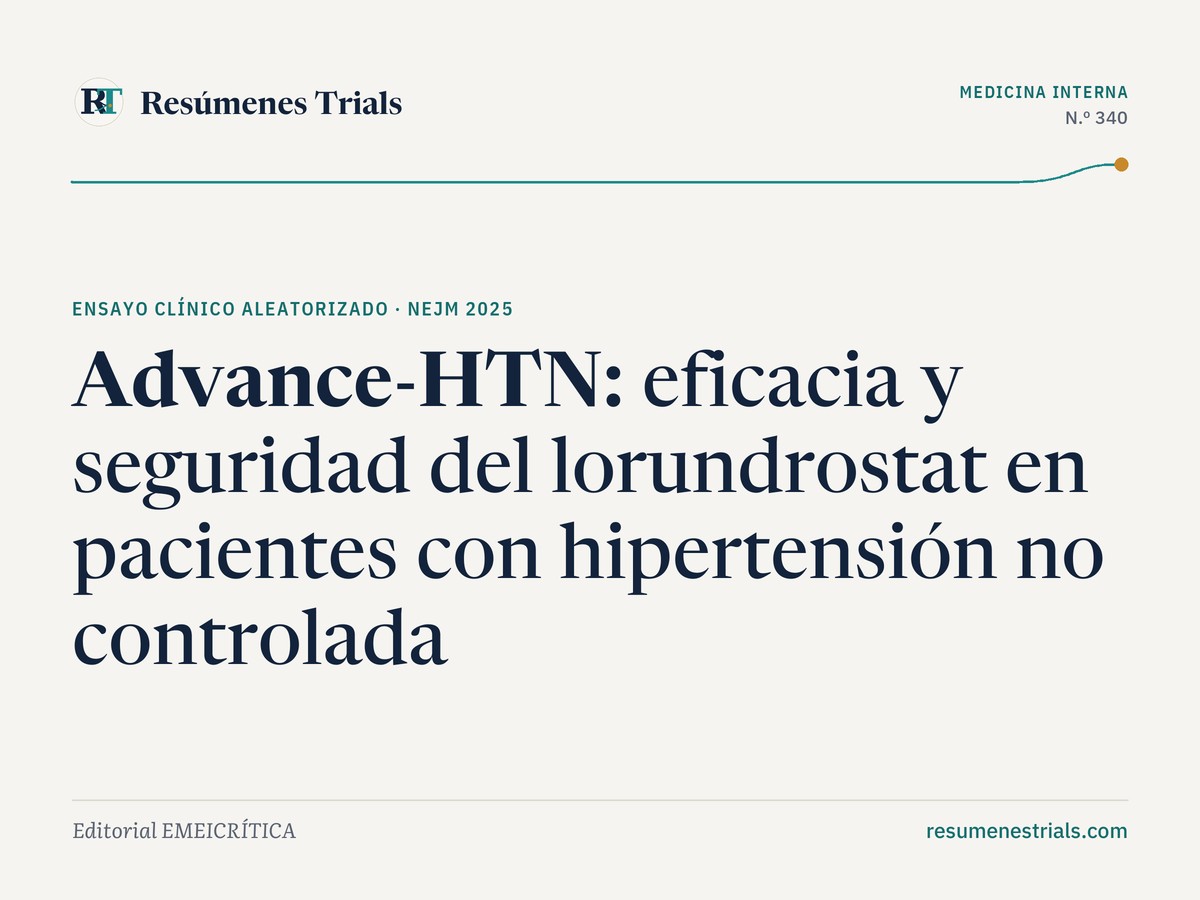 RT Resúmenes Trials
MEDICINA INTERNA
N.º 340
ENSAYO CLÍNICO ALEATORIZADO · NEJM 2025
Advance-HTN: eficacia y
seguridad del lorundrostat en
pacientes con hipertensión no
controlada
Editorial EMEICRÍTICA
resumenestrials.com